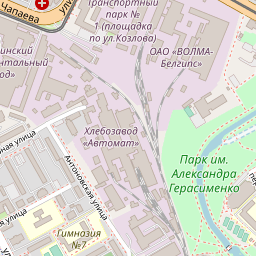 Чапаева
Транспортный
парк №
1 (площадка
по ул.Козлова)
ОАО «ВОЛМА-
Белгипс»
Хлебозавод
«Автомат»
Антоновская улица
улица
улица
Парк им.
Александра
Герасименко
Гимназия
№7